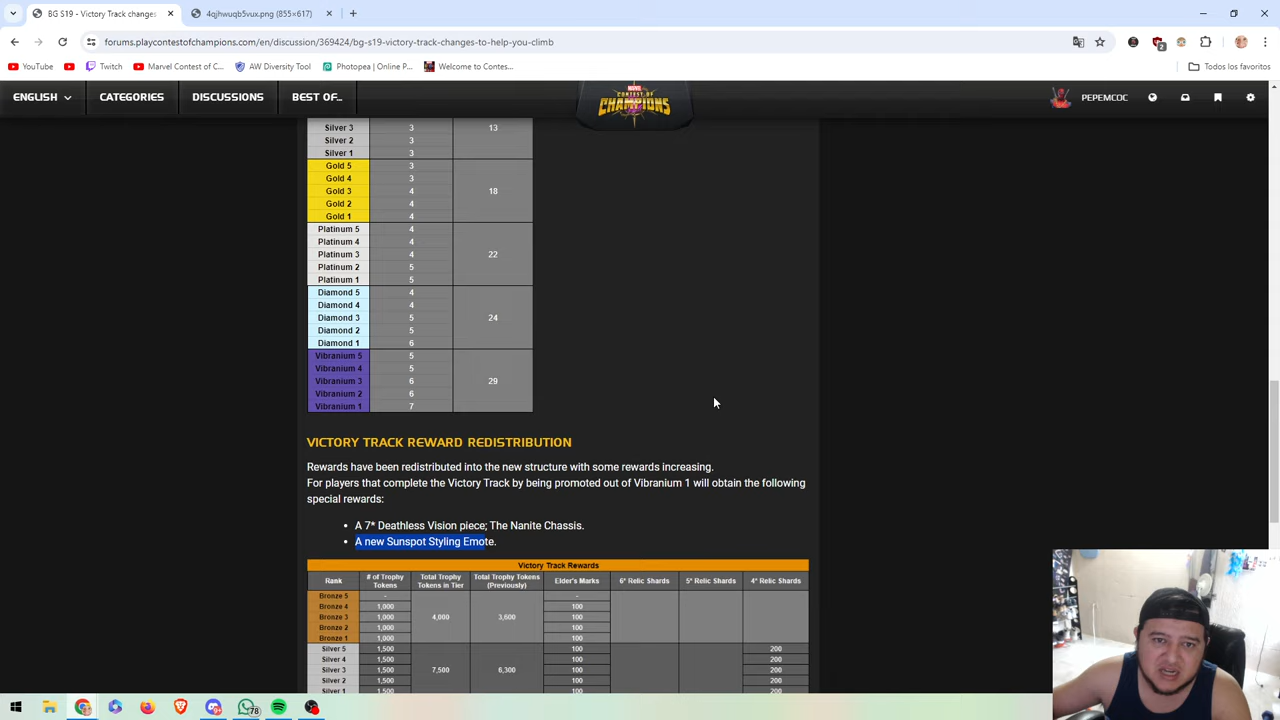 BG S19 - Victory Track changes
4qjhwuqb5vux.png (855×617)
forums.playcontestofchampions.com/en/discussion/369424/bg-s19-victory-track-changes-to-help-you-climb
2
YouTube
Twitch
Marvel Contest of C...
AW Diversity Tool
Photopea | Online P...
Welcome to Contes...
Todos los favoritos
ENGLISH
CATEGORIES
DISCUSSIONS
BEST OF...
MARVEL
CONTEST OF
CHAMPIONS
PEPEMCOC
Silver 3 3 13
Silver 2 3
Silver 1 3
Gold 5 3
Gold 4 3
Gold 3 4 18
Gold 2 4
Gold 1 4
Platinum 5 4
Platinum 4 4
Platinum 3 4 22
Platinum 2 5
Platinum 1 5
Diamond 5 4
Diamond 4 4
Diamond 3 5 24
Diamond 2 5
Diamond 1 6
Vibranium 5 5
Vibranium 4 5
Vibranium 3 6 29
Vibranium 2 6
Vibranium 1 7
VICTORY TRACK REWARD REDISTRIBUTION
Rewards have been redistributed into the new structure with some rewards increasing.
For players that complete the Victory Track by being promoted out of Vibranium 1 will obtain the following
special rewards:
• A 7* Deathless Vision piece; The Nanite Chassis.
• A new Sunspot Styling Emote.
Victory Track Rewards
Rank # of Trophy Tokens Total Trophy Tokens in Tier Total Trophy Tokens (Previously) Elder's Marks 6* Relic Shards 5* Relic Shards 4* Relic Shards
Bronze 5 - -
Bronze 4 1,000 100
Bronze 3 1,000 4,000 3,600 100
Bronze 2 1,000 100
Bronze 1 1,000 100
Silver 5 1,500 100 200
Silver 4 1,500 100 200
Silver 3 1,500 7,500 6,300 100 200
Silver 2 1,500 100 200
Silver 1 1,500 100 200
78